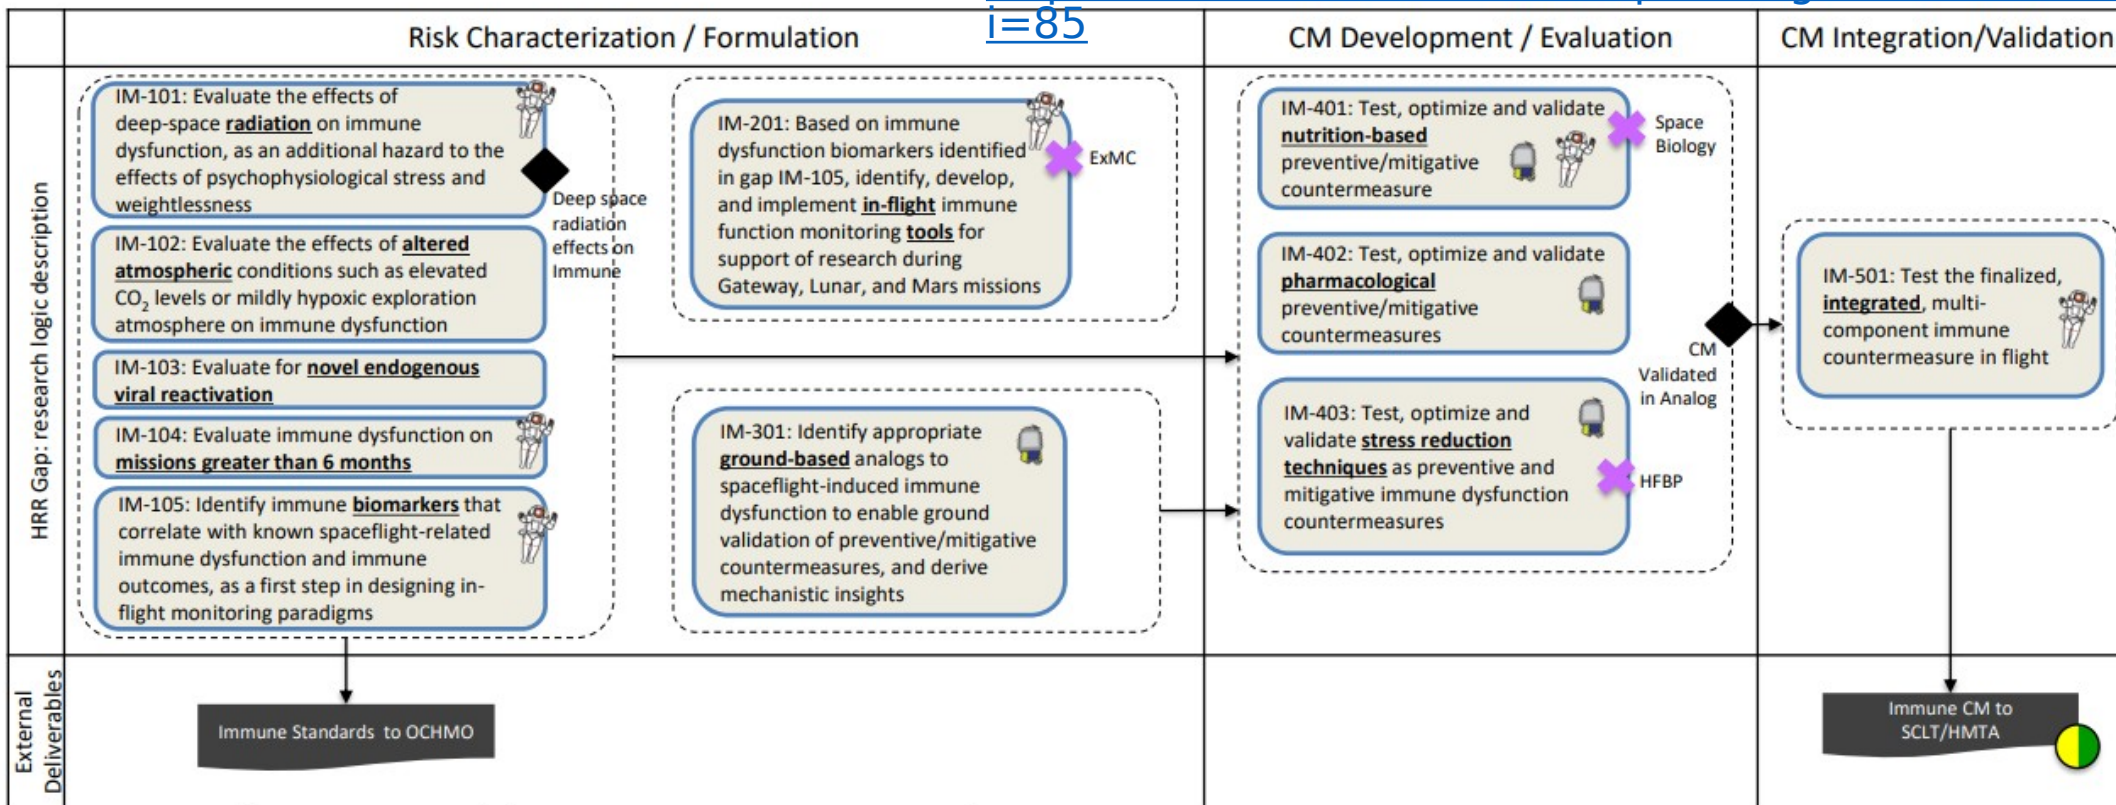 i=85
Risk Characterization / Formulation
CM Development / Evaluation
CM Integration/Validation
HRR Gap: research logic description
IM-101: Evaluate the effects of
deep-space radiation on immune
dysfunction, as an additional hazard to the
effects of psychophysiological stress and
weightlessness
Deep space
radiation
effects on
Immune
IM-102: Evaluate the effects of altered
atmospheric conditions such as elevated
CO2 levels or mildly hypoxic exploration
atmosphere on immune dysfunction
IM-103: Evaluate for novel endogenous
viral reactivation
IM-104: Evaluate immune dysfunction on
missions greater than 6 months
IM-105: Identify immune biomarkers that
correlate with known spaceflight-related
immune dysfunction and immune
outcomes, as a first step in designing in-
flight monitoring paradigms
IM-201: Based on immune
dysfunction biomarkers identified
in gap IM-105, identify, develop,
and implement in-flight immune
function monitoring tools for
support of research during
Gateway, Lunar, and Mars missions
ExMC
IM-301: Identify appropriate
ground-based analogs to
spaceflight-induced immune
dysfunction to enable ground
validation of preventive/mitigative
countermeasures, and derive
mechanistic insights
IM-401: Test, optimize and validate
nutrition-based
preventive/mitigative
countermeasure
Space
Biology
IM-402: Test, optimize and validate
pharmacological
preventive/mitigative
countermeasures
IM-403: Test, optimize and
validate stress reduction
techniques as preventive and
mitigative immune dysfunction
countermeasures
HFBP
CM
Validated
in Analog
IM-501: Test the finalized,
integrated, multi-
component immune
countermeasure in flight
External
Deliverables
Immune Standards to OCHMO
Immune CM to
SCLT/HMTA